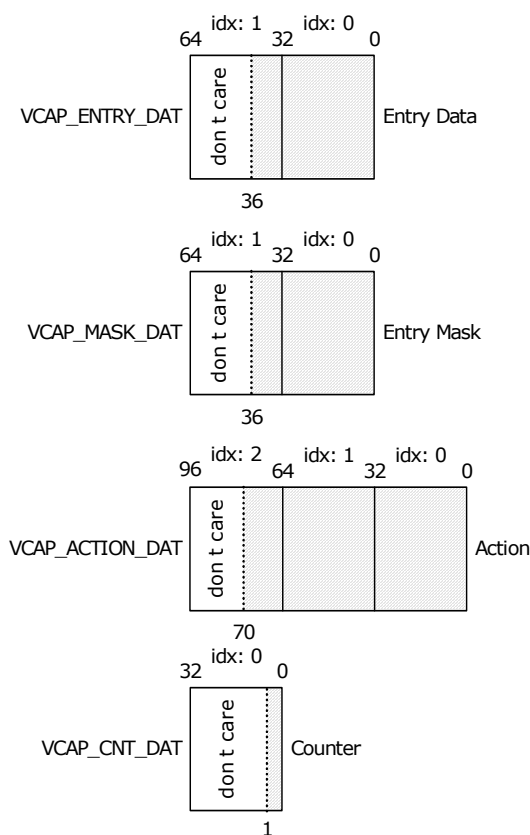 idx: 1 idx: 0
64 32 0
VCAP_ENTRY_DAT don t care Entry Data
36
idx: 1 idx: 0
64 32 0
VCAP_MASK_DAT don t care Entry Mask
36
idx: 2 idx: 1 idx: 0
96 64 32 0
VCAP_ACTION_DAT don t care Action
70
idx: 0
32 0
VCAP_CNT_DAT don t care Counter
1